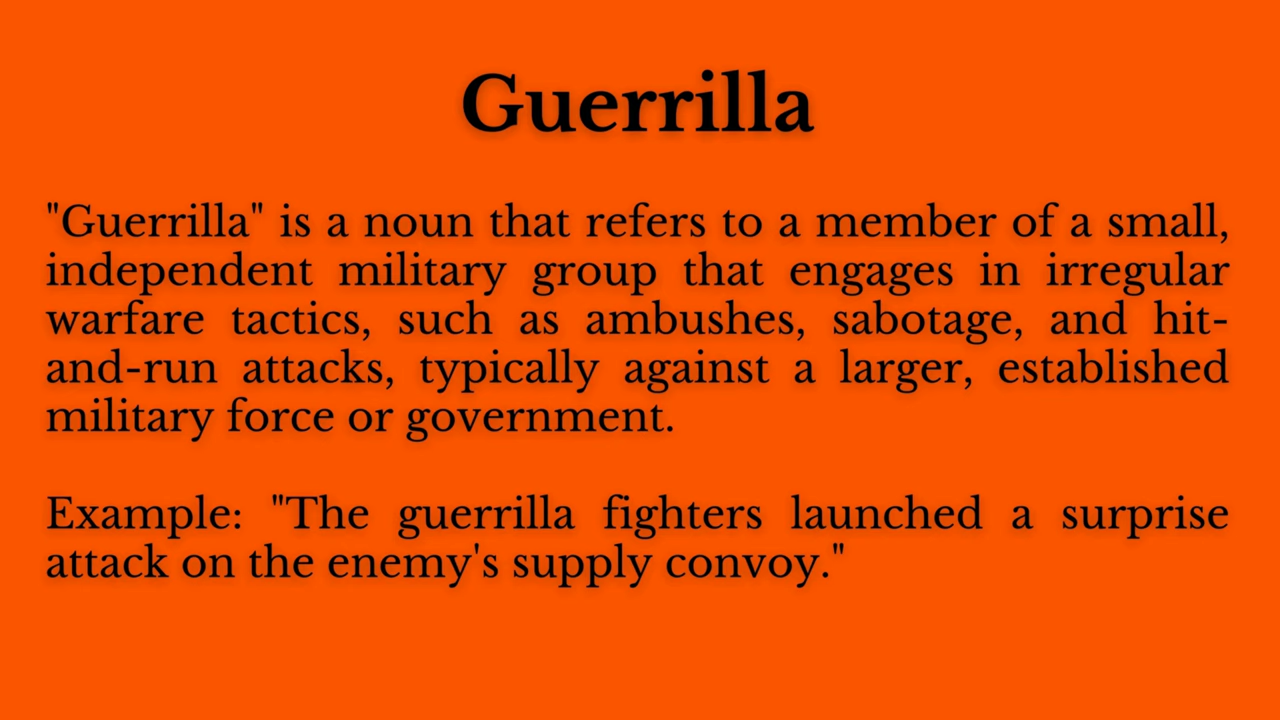 Guerrilla
"Guerrilla" is a noun that refers to a member of a small,
independent military group that engages in irregular
warfare tactics, such as ambushes, sabotage, and hit-
and-run attacks, typically against a larger, established
military force or government.
Example: "The guerrilla fighters launched a surprise
attack on the enemy's supply convoy."